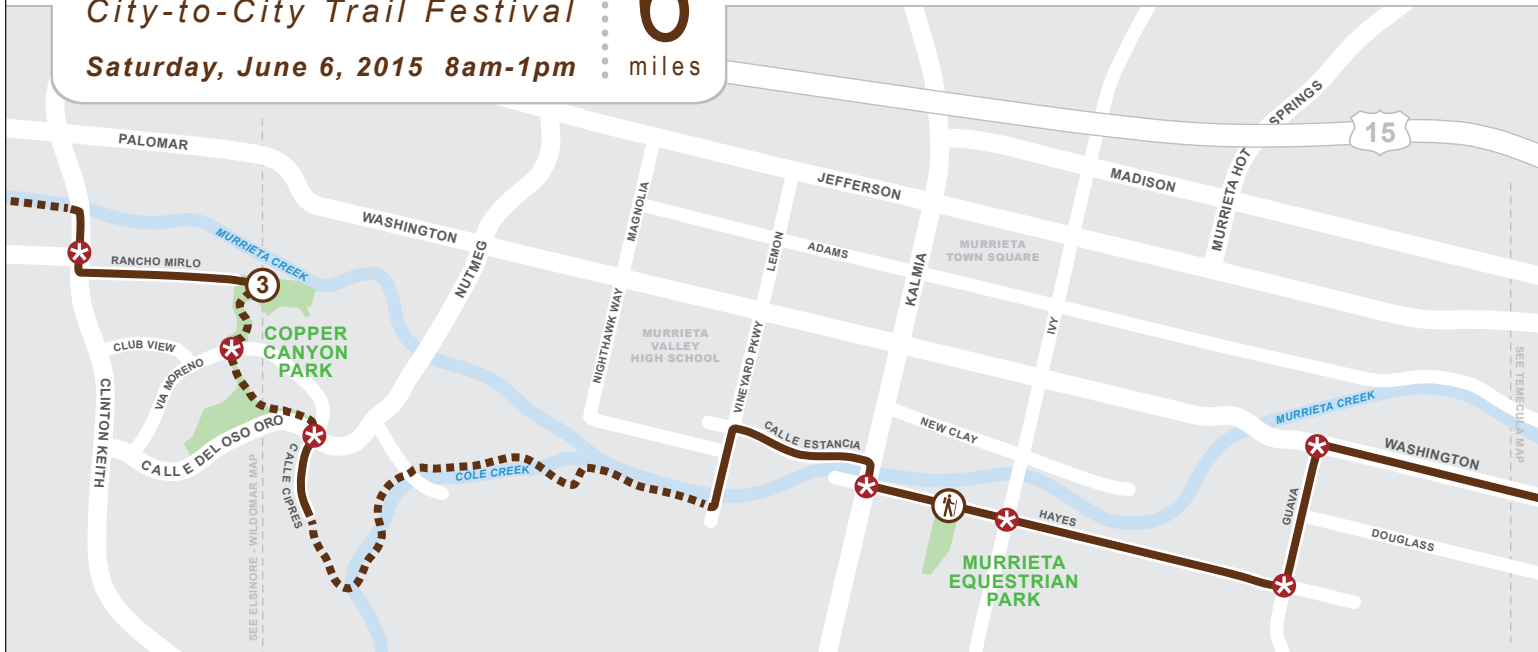 City-to-City Trail Festival
Saturday, June 6, 2015 8am-1pm
6
miles
PALOMAR
WASHINGTON
MURRIETA CREEK
RANCHO MIRLO
3
COPPER
CANYON
PARK
CLUB VIEW
VIA MORENO
CLINTON KEITH
CALLE DEL OSO ORO
CALLE CIPRES
SEE ELSINORE - WILDOMAR MAP
NUTMEG
COLE CREEK
MAGNOLIA
NIGHTHAWK WAY
MURRIETA
VALLEY
HIGH SCHOOL
LEMON
VINEYARD PKWY
JEFFERSON
ADAMS
CALLE ESTANCIA
KALMIA
MURRIETA
TOWN SQUARE
MADISON
MURRIETA HOT SPRINGS
15
IVY
NEW CLAY
HAYES
MURRIETA
EQUESTRIAN
PARK
MURRIETA CREEK
WASHINGTON
GUAVA
DOUGLASS
SEE TEMECULA MAP